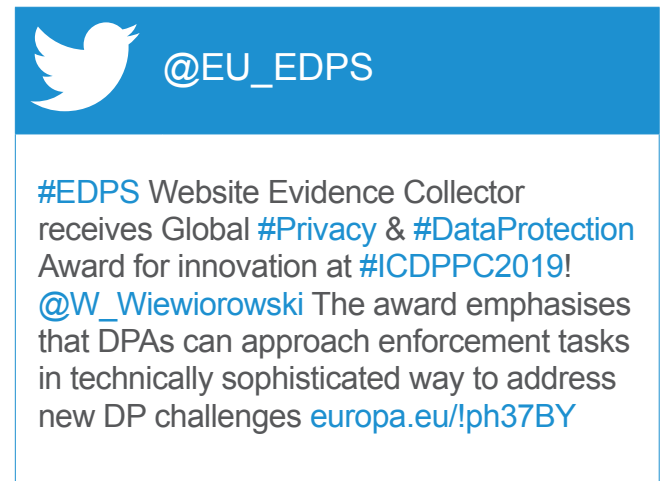 @EU_EDPS
#EDPS Website Evidence Collector
receives Global #Privacy & #DataProtection
Award for innovation at #ICDPPC2019!
@W_Wiewiorowski The award emphasises
that DPAs can approach enforcement tasks
in technically sophisticated way to address
new DP challenges europa.eu/!ph37BY